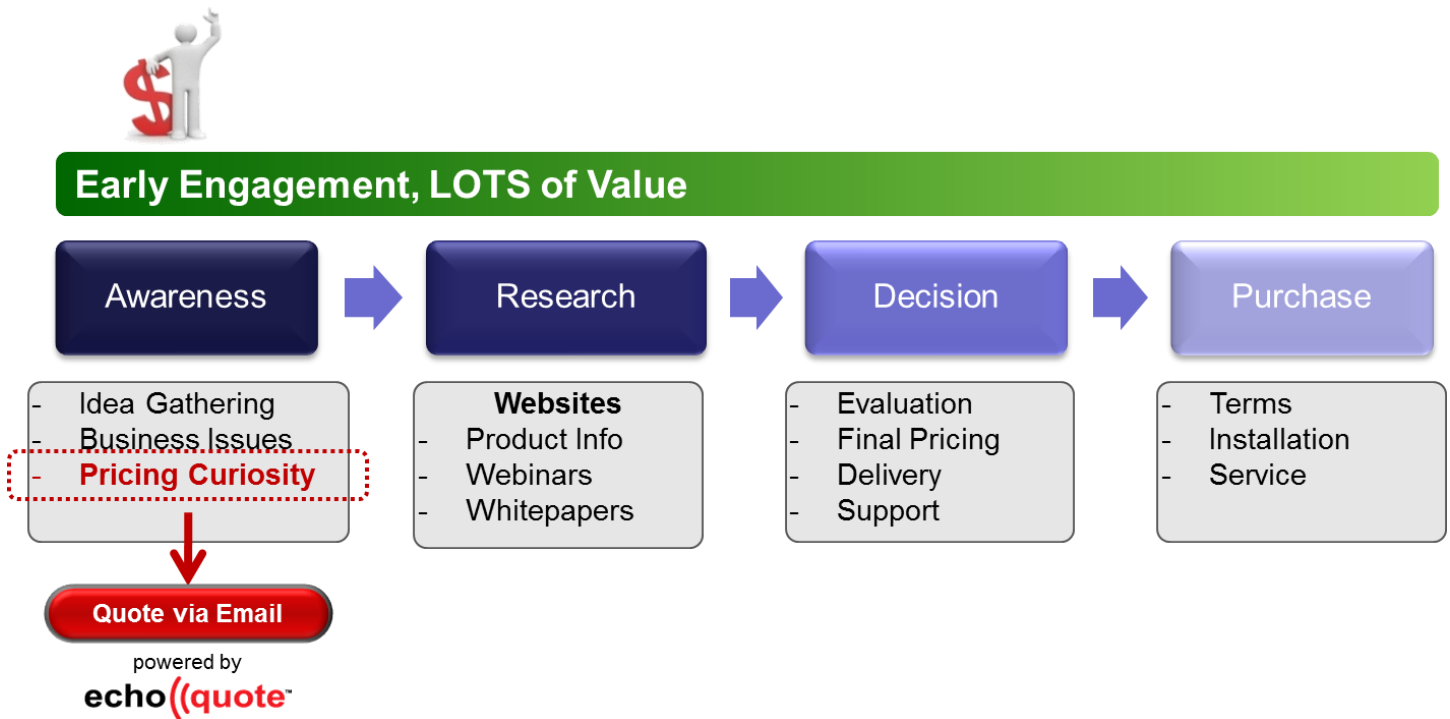 Early Engagement, LOTS of Value
Awareness
Research
Decision
Purchase
- Idea Gathering
- Business Issues
- Pricing Curiosity
Websites
- Product Info
- Webinars
- Whitepapers
- Evaluation
- Final Pricing
- Delivery
- Support
- Terms
- Installation
- Service
Quote via Email
powered by
echo((quote™